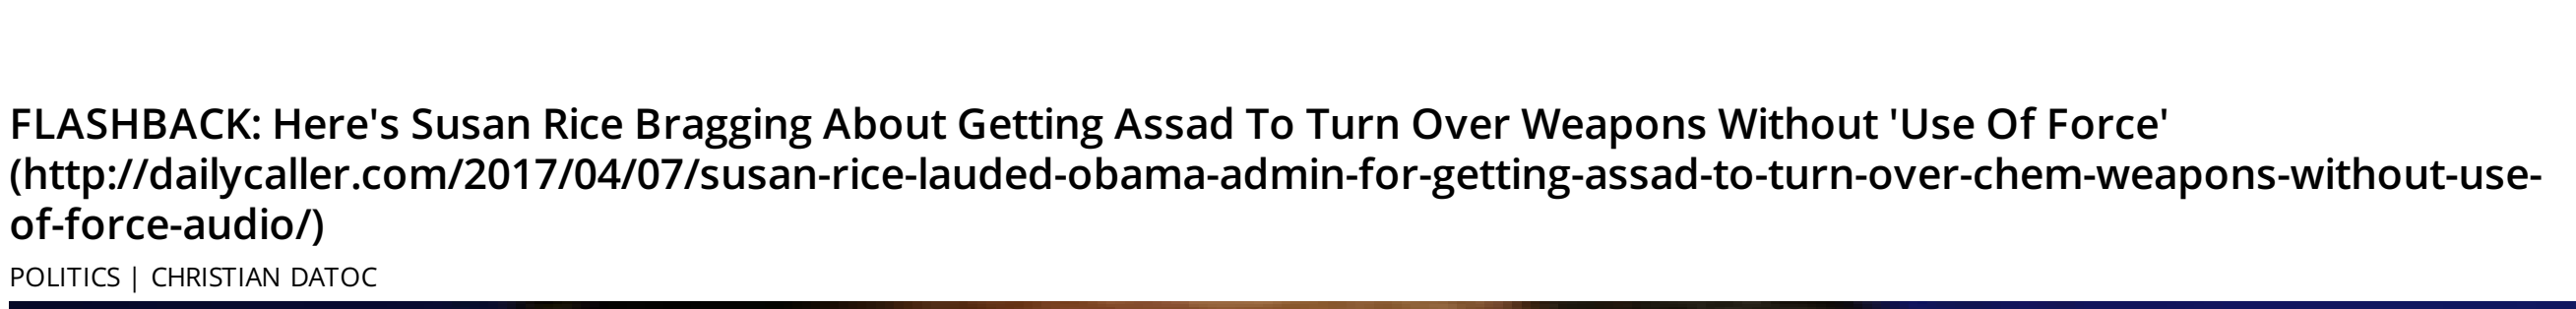 FLASHBACK: Here's Susan Rice Bragging About Getting Assad To Turn Over Weapons Without 'Use Of Force'
(http://dailycaller.com/2017/04/07/susan-rice-lauded-obama-admin-for-getting-assad-to-turn-over-chem-weapons-without-use-
of-force-audio/)
POLITICS | CHRISTIAN DATOC